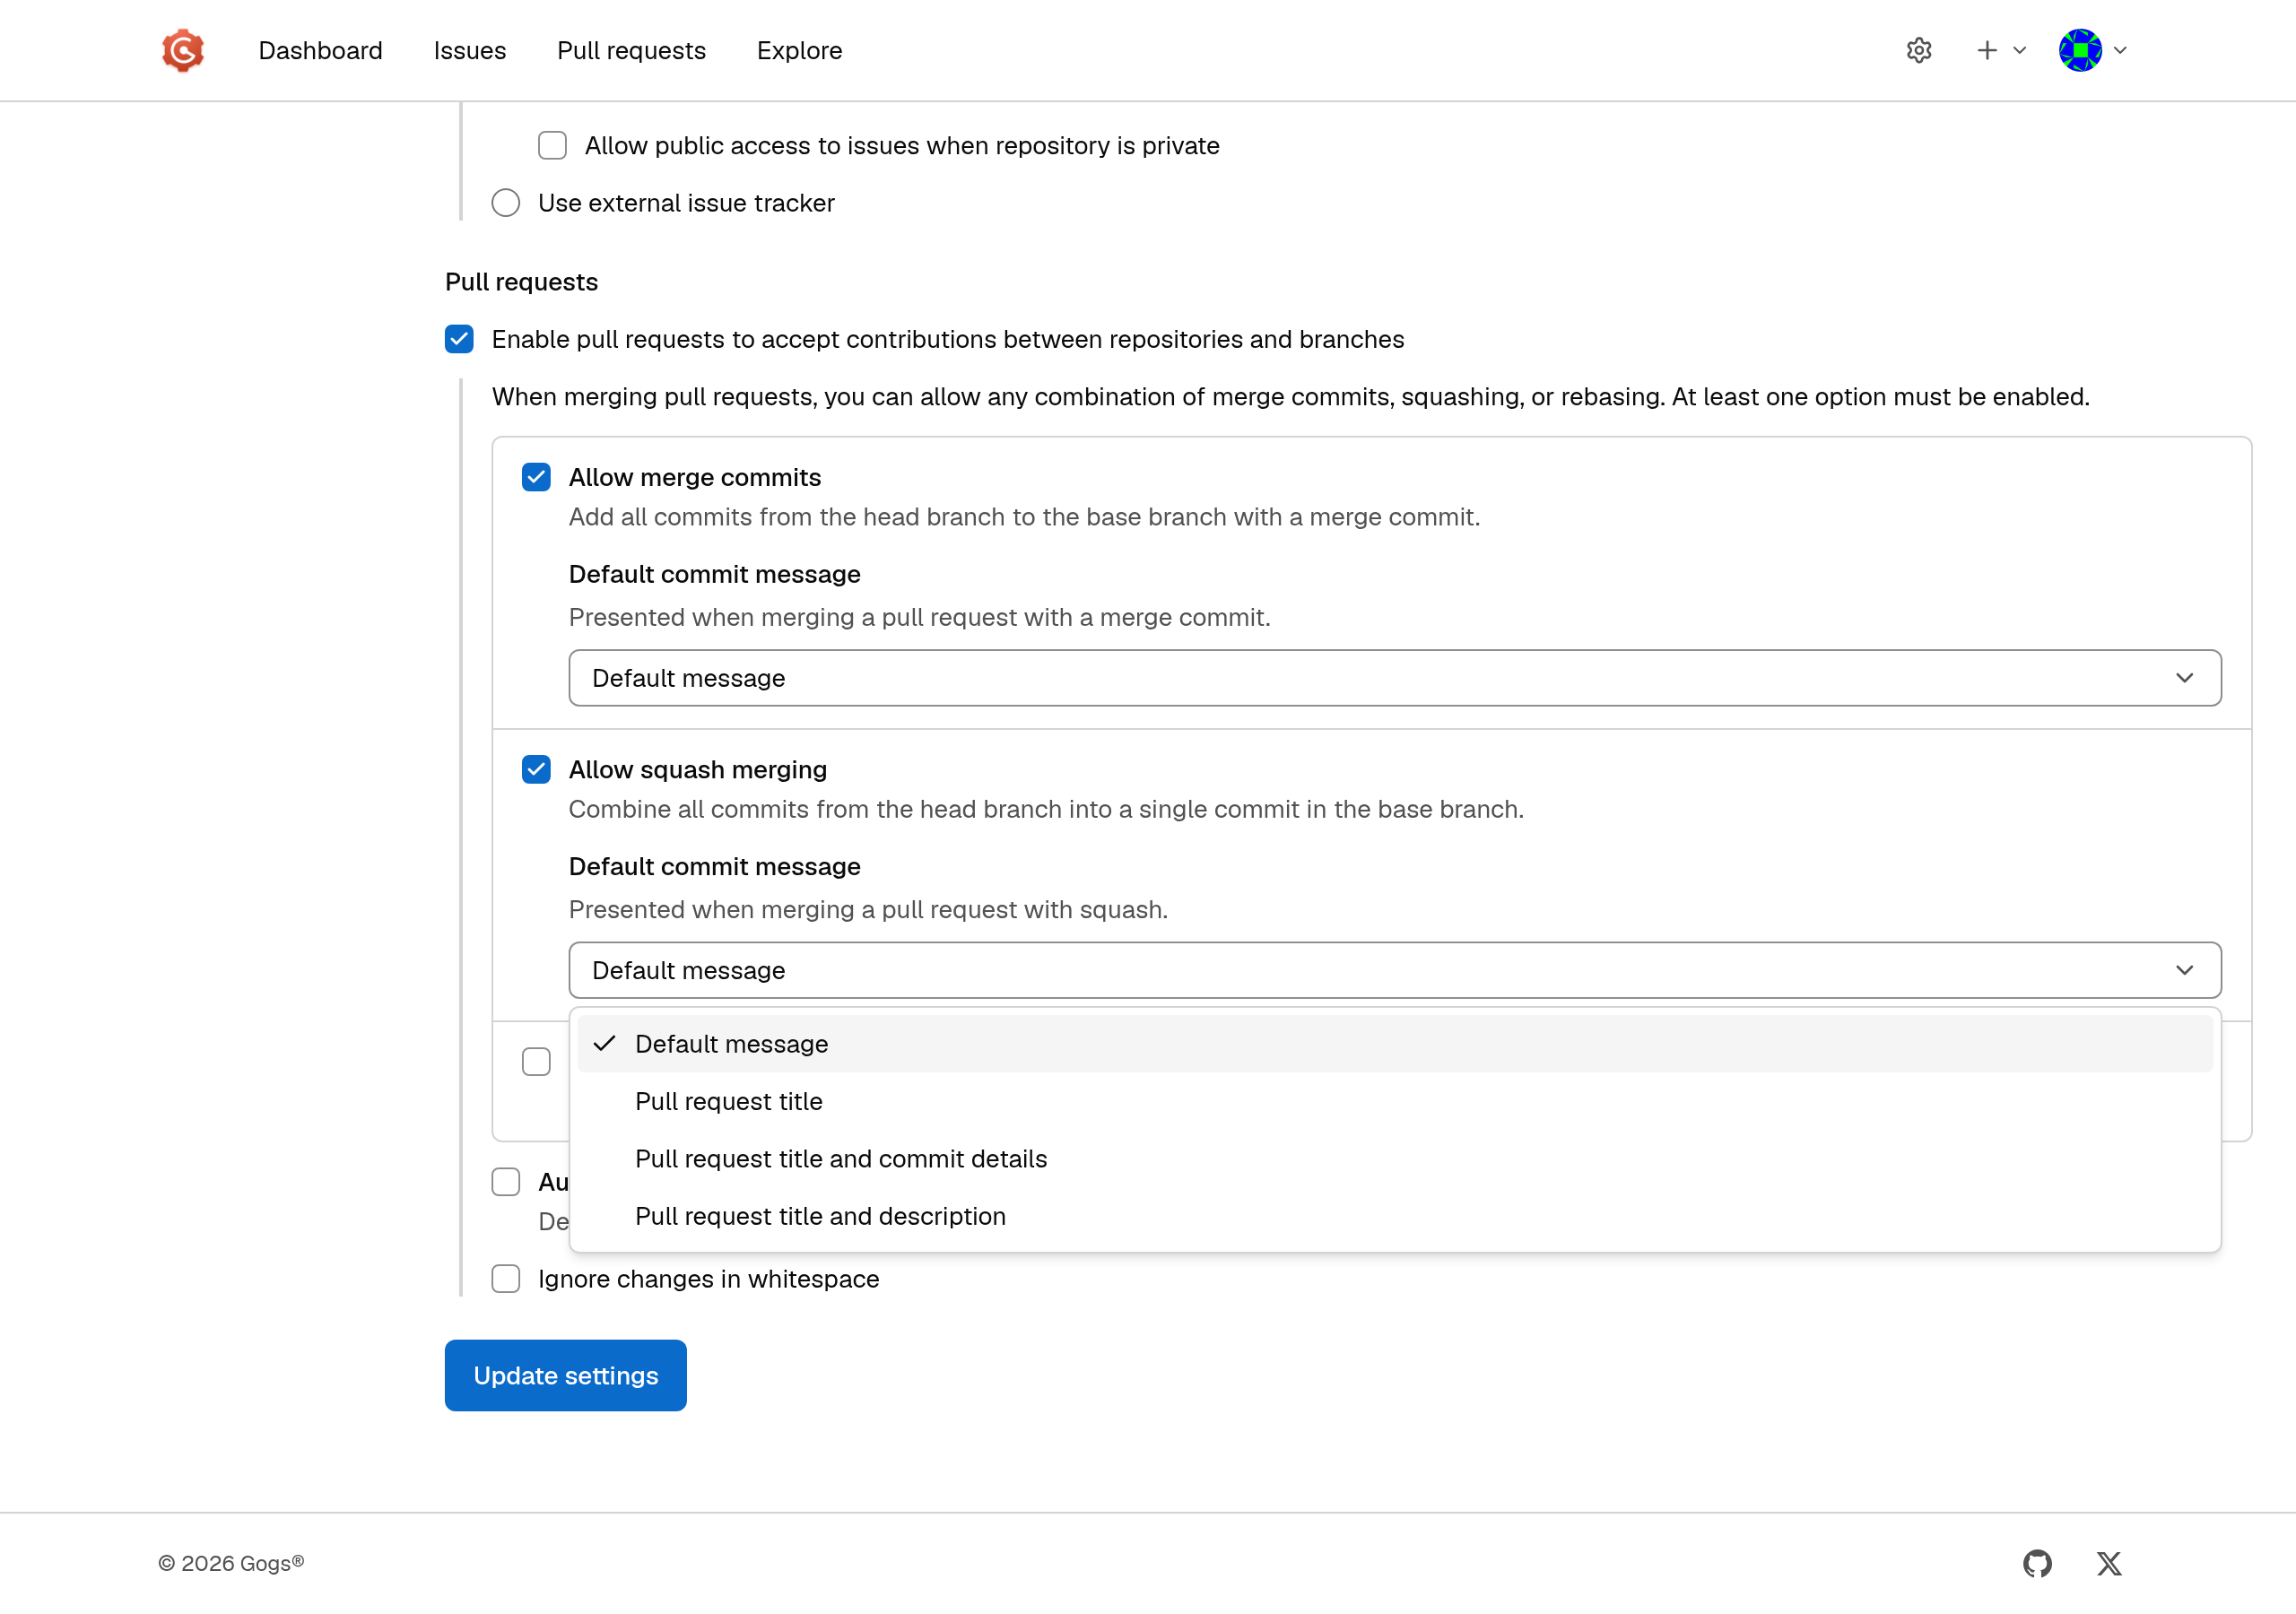 Dashboard Issues Pull requests Explore
Allow public access to issues when repository is private
Use external issue tracker
Pull requests
Enable pull requests to accept contributions between repositories and branches
When merging pull requests, you can allow any combination of merge commits, squashing, or rebasing. At least one option must be enabled.
Allow merge commits
Add all commits from the head branch to the base branch with a merge commit.
Default commit message
Presented when merging a pull request with a merge commit.
Default message
Allow squash merging
Combine all commits from the head branch into a single commit in the base branch.
Default commit message
Presented when merging a pull request with squash.
Default message
Default message
Pull request title
Pull request title and commit details
Au
Pull request title and description
De
Ignore changes in whitespace
Update settings
© 2026 Gogs®